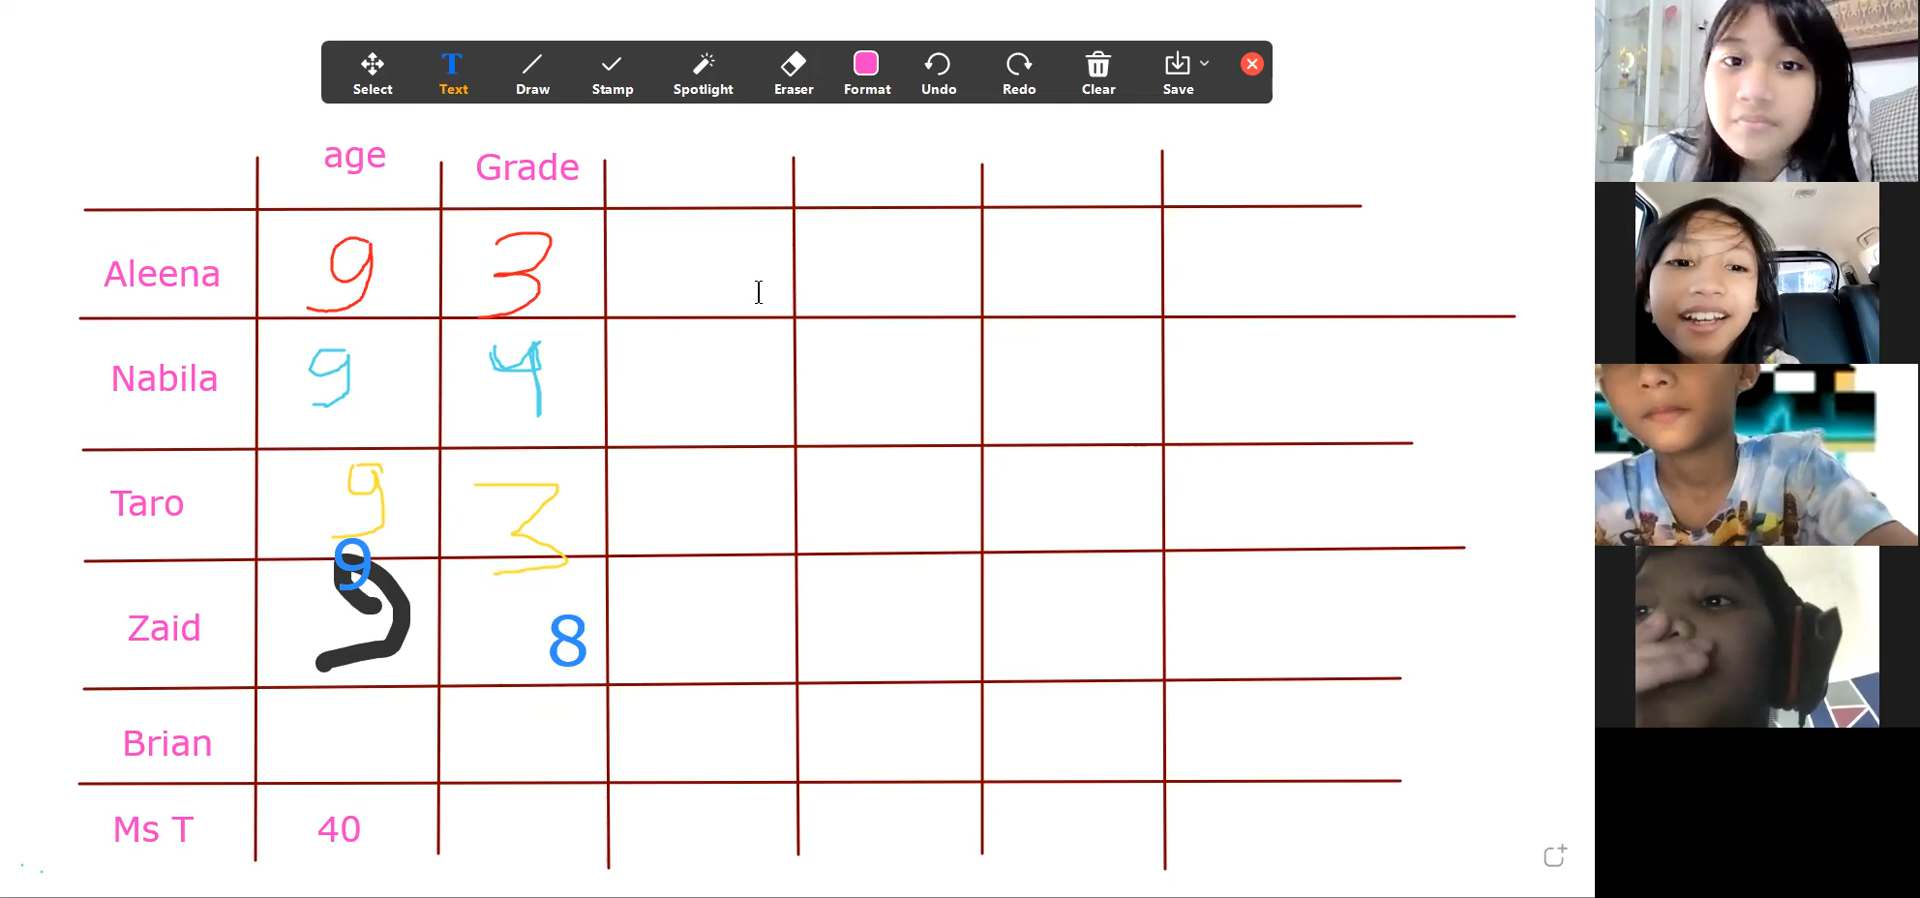 Select Text Draw Stamp Spotlight Eraser Format Undo Redo Clear Save
age Grade
Aleena 9 3
Nabila 9 4
Taro 9 3
9
Zaid 9 8
Brian
Ms T 40